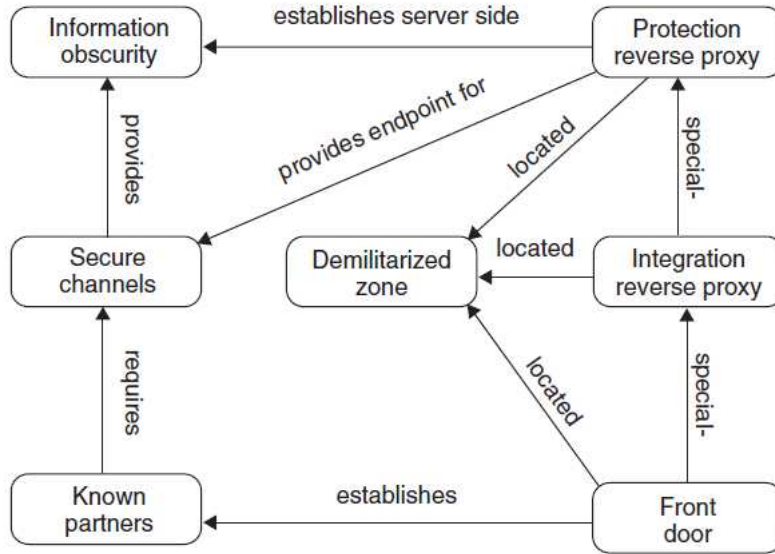 establishes server side
Information
obscurity
Protection
reverse proxy
provides endpoint for
provides
located
special-
Secure
channels
Demilitarized
zone
located
Integration
reverse proxy
requires
located
special-
Known
partners
establishes
Front
door